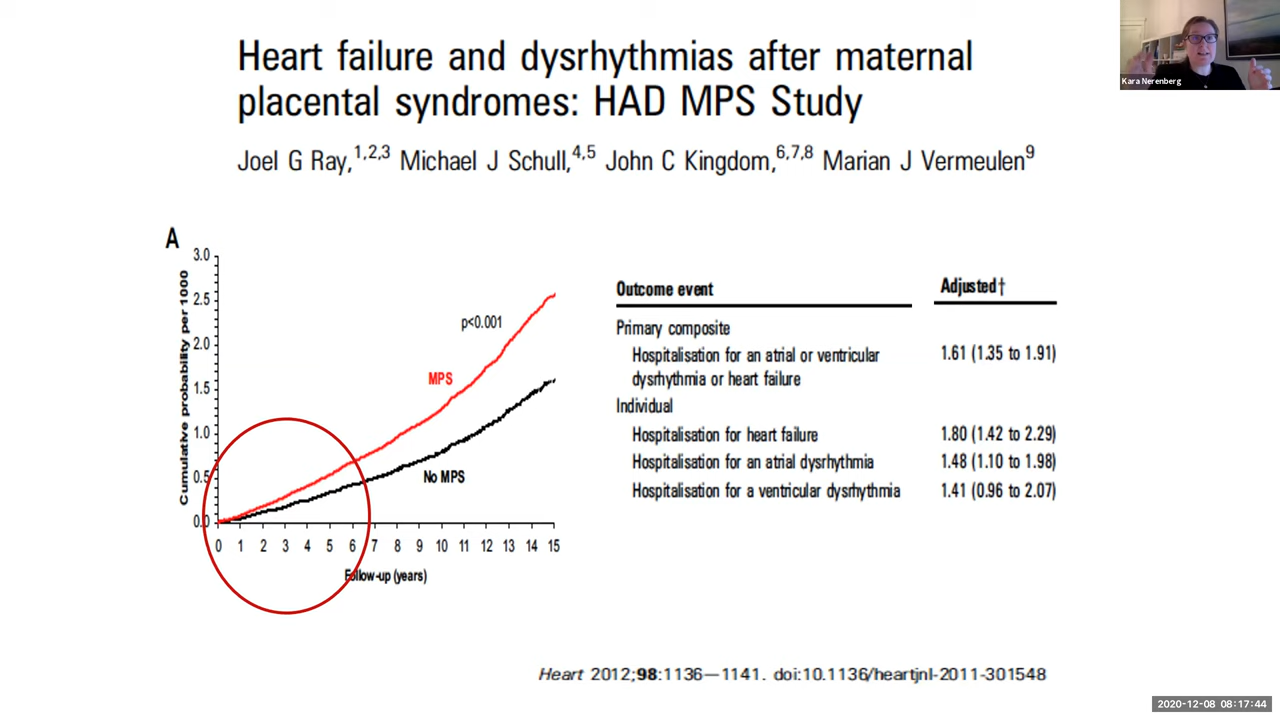 Heart failure and dysrhythmias after maternal
placental syndromes: HAD MPS Study
Kara Nerenberg
Joel G Ray,1,2,3 Michael J Schull,4,5 John C Kingdom,6,7,8 Marian J Vermeulen9
A
Cumulative probability per 1000
3.0
2.5
2.0
1.5
1.0
0.5
0.0
p<0.001
MPS
No MPS
0 1 2 3 4 5 6 7 8 9 10 11 12 13 14 15
Follow-up (years)
Outcome event Adjusted†
Primary composite
Hospitalisation for an atrial or ventricular 1.61 (1.35 to 1.91)
dysrhythmia or heart failure
Individual
Hospitalisation for heart failure 1.80 (1.42 to 2.29)
Hospitalisation for an atrial dysrhythmia 1.48 (1.10 to 1.98)
Hospitalisation for a ventricular dysrhythmia 1.41 (0.96 to 2.07)
Heart 2012;98:1136—1141. doi:10.1136/heartjnl-2011-301548
2020-12-08 08:17:44